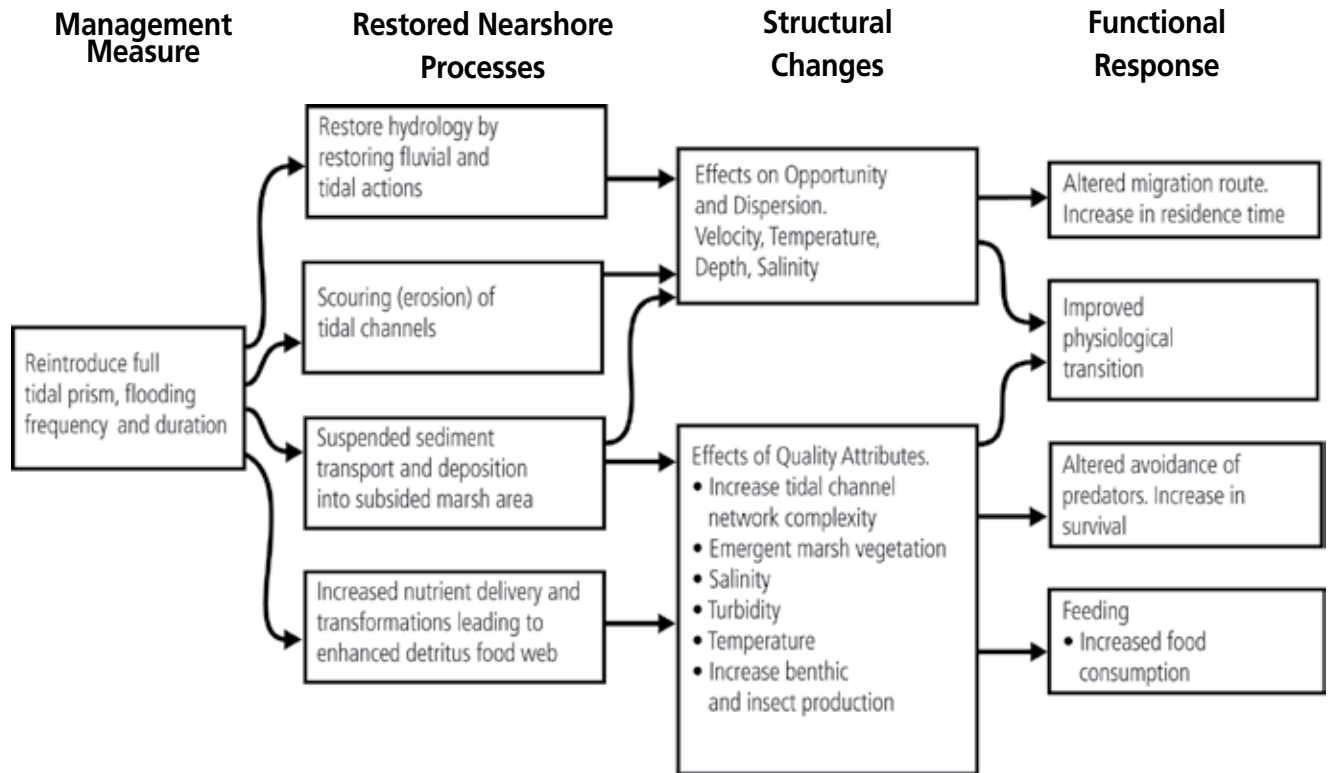 Management
Measure
Restored Nearshore
Processes
Structural
Changes
Functional
Response
Reintroduce full
tidal prism, flooding
frequency and duration
Restore hydrology by
restoring fluvial and
tidal actions
Scouring (erosion) of
tidal channels
Suspended sediment
transport and deposition
into subsided marsh area
Increased nutrient delivery and
transformations leading to
enhanced detritus food web
Effects on Opportunity
and Dispersion.
Velocity, Temperature,
Depth, Salinity
Effects of Quality Attributes.
• Increase tidal channel
network complexity
• Emergent marsh vegetation
• Salinity
• Turbidity
• Temperature
• Increase benthic
and insect production
Altered migration route.
Increase in residence time
Improved
physiological
transition
Altered avoidance of
predators. Increase in
survival
Feeding
• Increased food
consumption